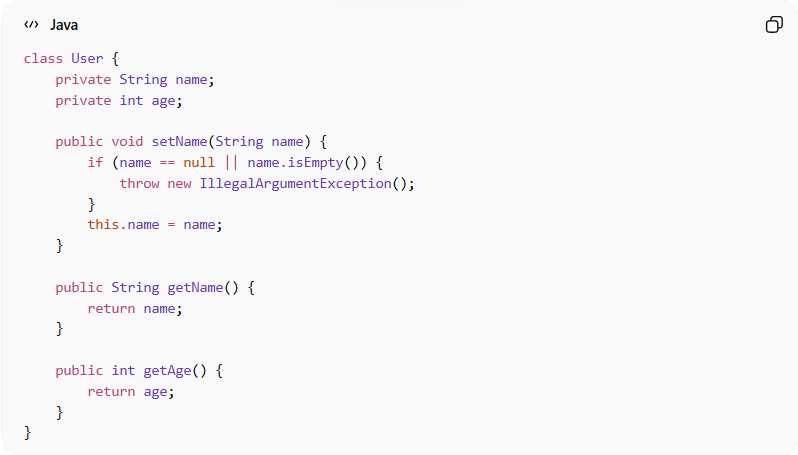 Java
class User {
    private String name;
    private int age;

    public void setName(String name) {
        if (name == null || name.isEmpty()) {
            throw new IllegalArgumentException();
        }
        this.name = name;
    }

    public String getName() {
        return name;
    }

    public int getAge() {
        return age;
    }
}